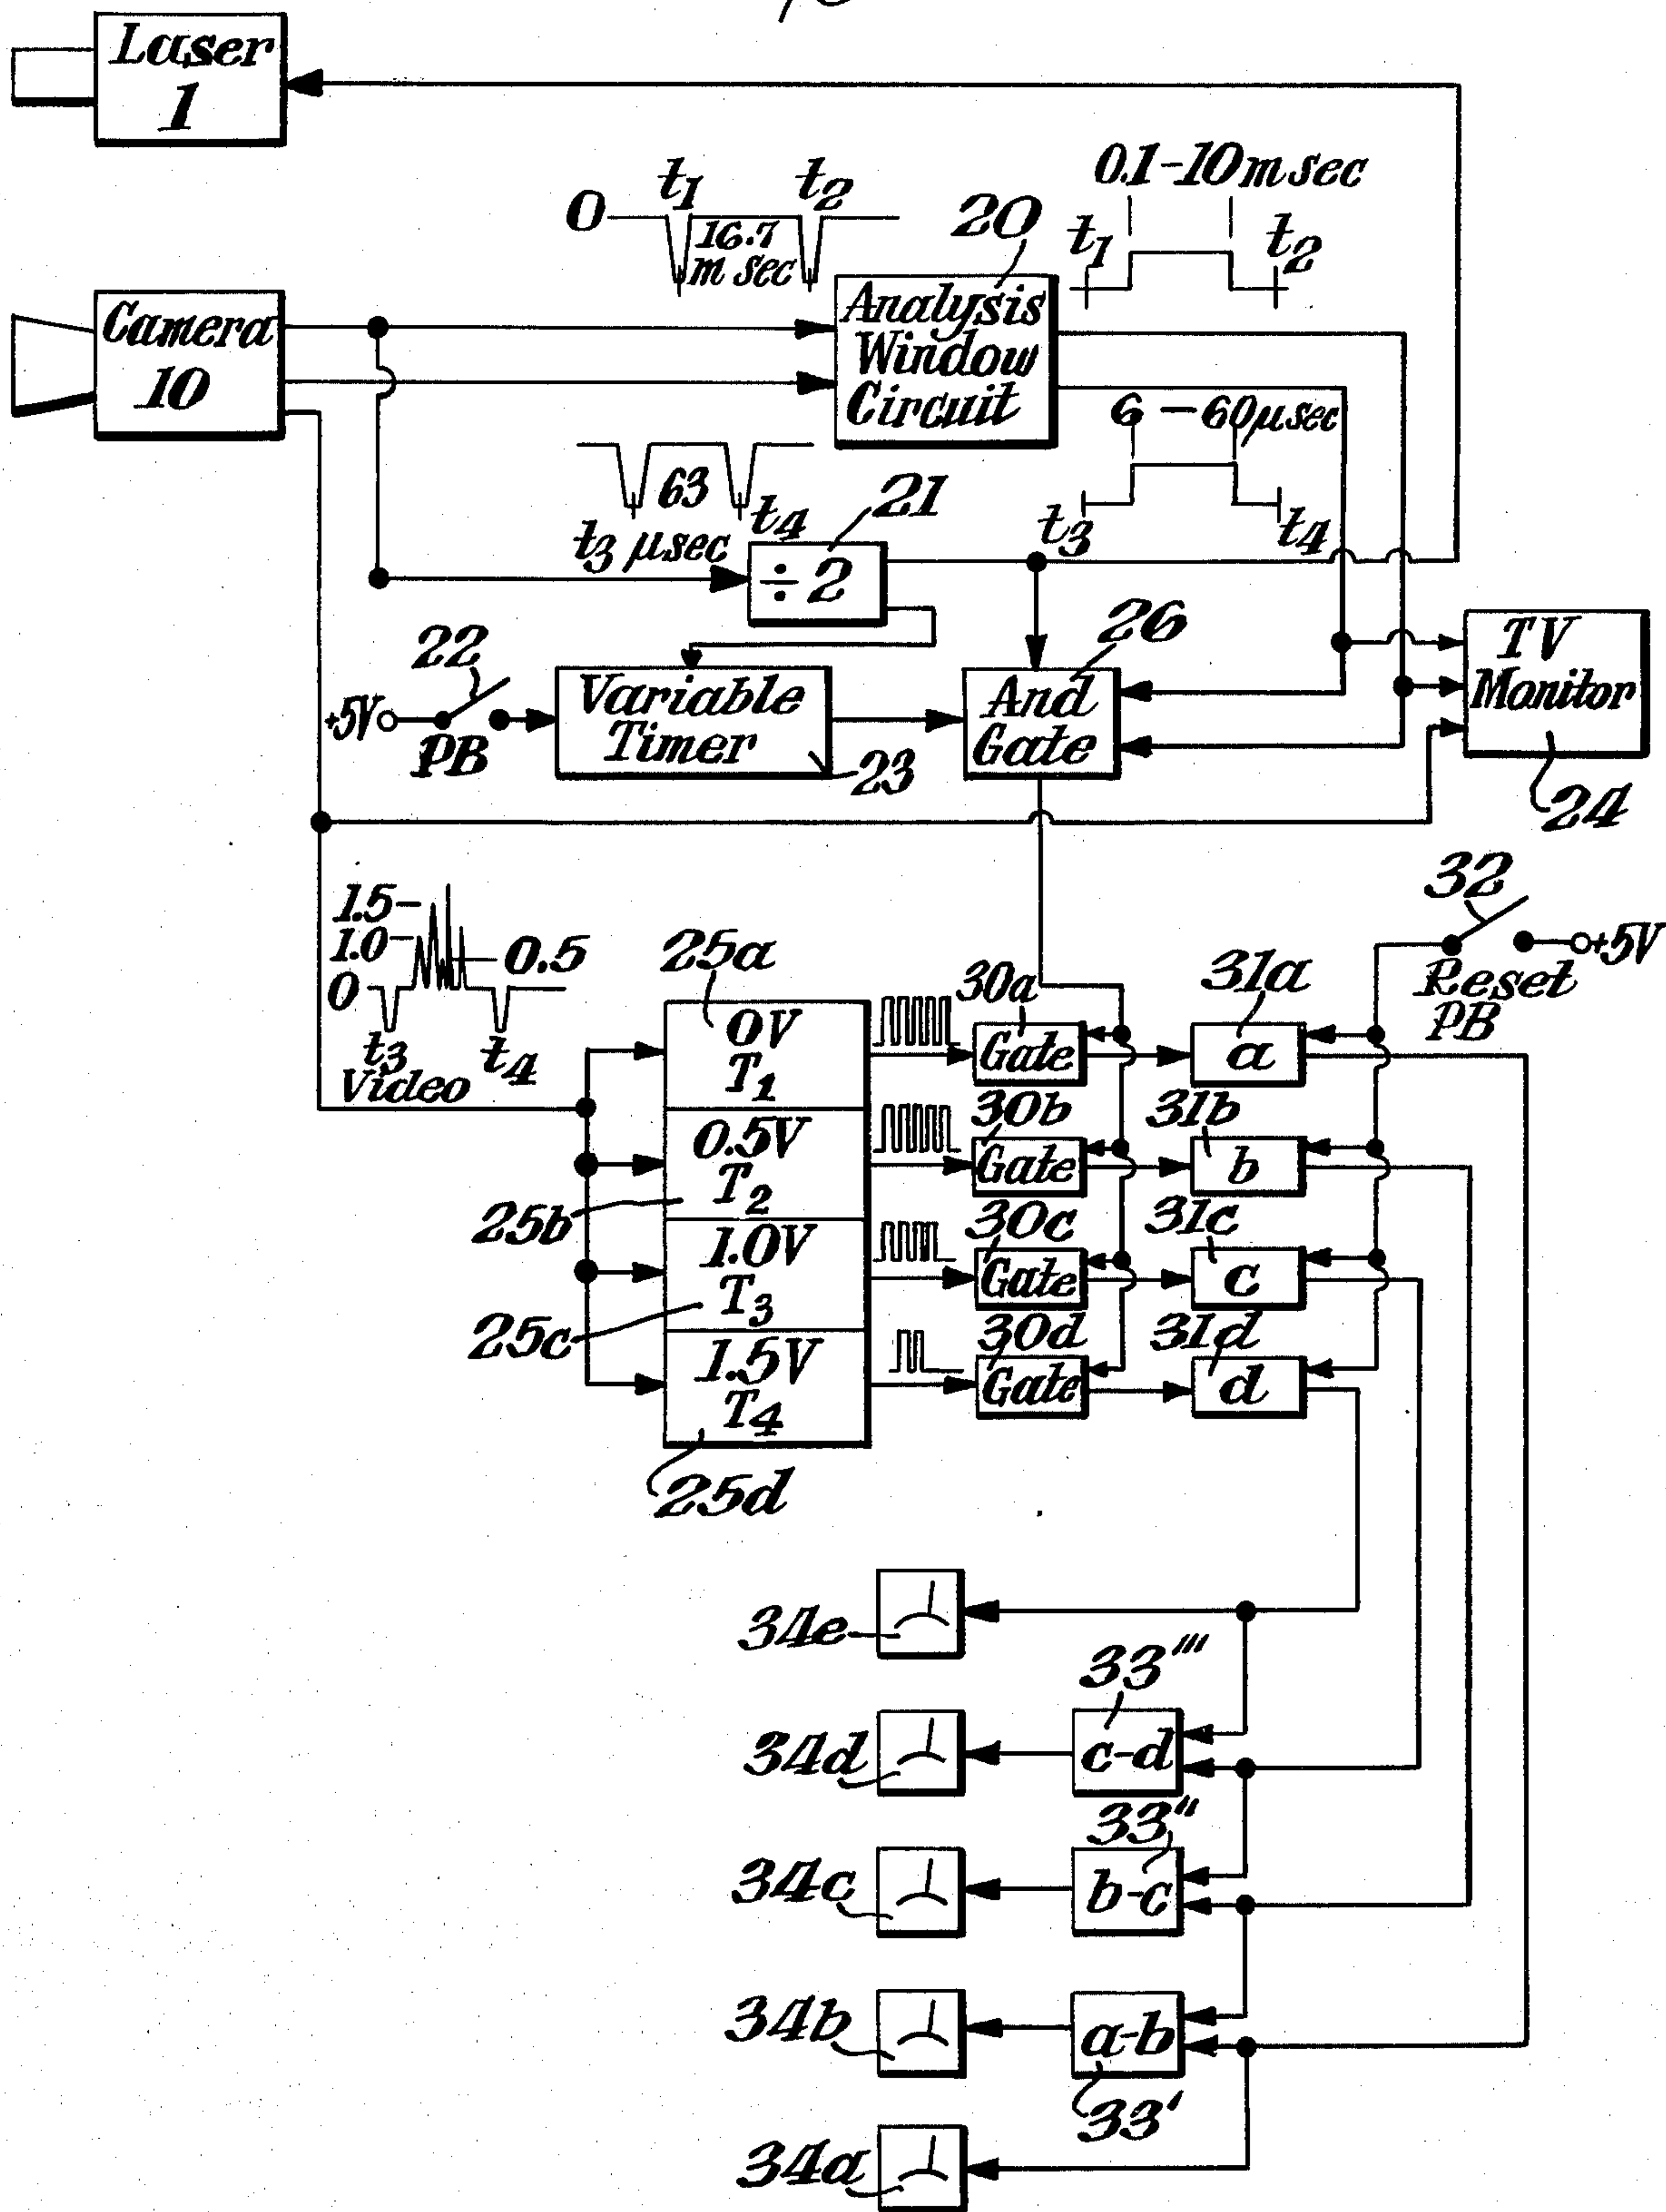 Laser
1
0.1-10 m sec
0 t1 t2
16.7
m sec
20
t1 t2
Camera
10
Analysis
Window
Circuit
6 - 60 μsec
63
t3 μsec t4
21
t3 t4
÷ 2
22
26
+5V
PB
Variable
Timer
23
And
Gate
TV
Monitor
24
1.5
1.0
0.5
0
t3 t4
Video
32
+5V
Reset
PB
25a
0V
T1
30a
Gate
31a
a
0.5V
T2
25b
30b
Gate
31b
b
1.0V
T3
25c
30c
Gate
31c
c
1.5V
T4
25d
30d
Gate
31d
d
34e
33'''
34d
c-d
33''
34c
b-c
34b
a-b
33'
34a